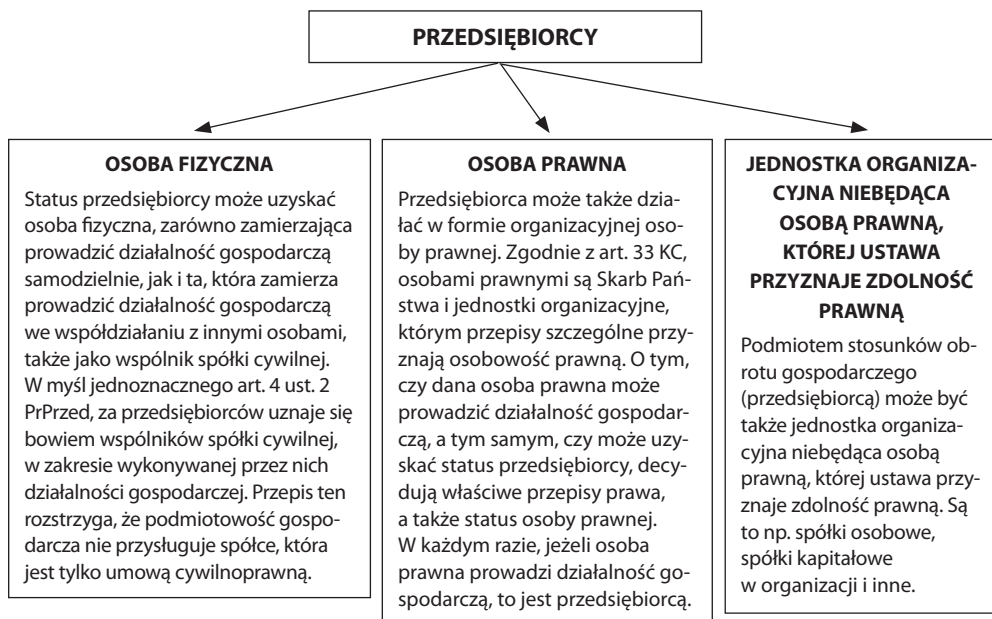 PRZEDSIĘBIORCY
OSOBA FIZYCZNA
Status przedsiębiorcy może uzyskać
osoba fizyczna, zarówno zamierzająca
prowadzić działalność gospodarczą
samodzielnie, jak i ta, która zamierza
prowadzić działalność gospodarczą
we współdziałaniu z innymi osobami,
także jako wspólnik spółki cywilnej.
W myśl jednoznacznego art. 4 ust. 2
PrPrzed, za przedsiębiorców uznaje się
bowiem wspólników spółki cywilnej,
w zakresie wykonywanej przez nich
działalności gospodarczej. Przepis ten
rozstrzyga, że podmiotowość gospo-
darcza nie przysługuje spółce, która
jest tylko umową cywilnoprawną.
OSOBA PRAWNA
Przedsiębiorca może także dzia-
łać w formie organizacyjnej oso-
by prawnej. Zgodnie z art. 33 KC,
osobami prawnymi są Skarb Pań-
stwa i jednostki organizacyjne,
którym przepisy szczególne przy-
znają osobowość prawną. O tym,
czy dana osoba prawna może
prowadzić działalność gospodar-
czą, a tym samym, czy może uzy-
skać status przedsiębiorcy, decy-
dują właściwe przepisy prawa,
a także status osoby prawnej.
W każdym razie, jeżeli osoba
prawna prowadzi działalność go-
spodarczą, to jest przedsiębiorcą.
JEDNOSTKA ORGANIZA-
CYJNA NIEBĘDĄCA
OSOBĄ PRAWNĄ,
KTÓREJ USTAWA
PRZYZNAJE ZDOLNOŚĆ
PRAWNĄ
Podmiotem stosunków ob-
rotu gospodarczego
(przedsiębiorcą) może być
także jednostka organiza-
cyjna niebędąca osobą
prawną, której ustawa przy-
znaje zdolność prawną. Są
to np. spółki osobowe,
spółki kapitałowe
w organizacji i inne.